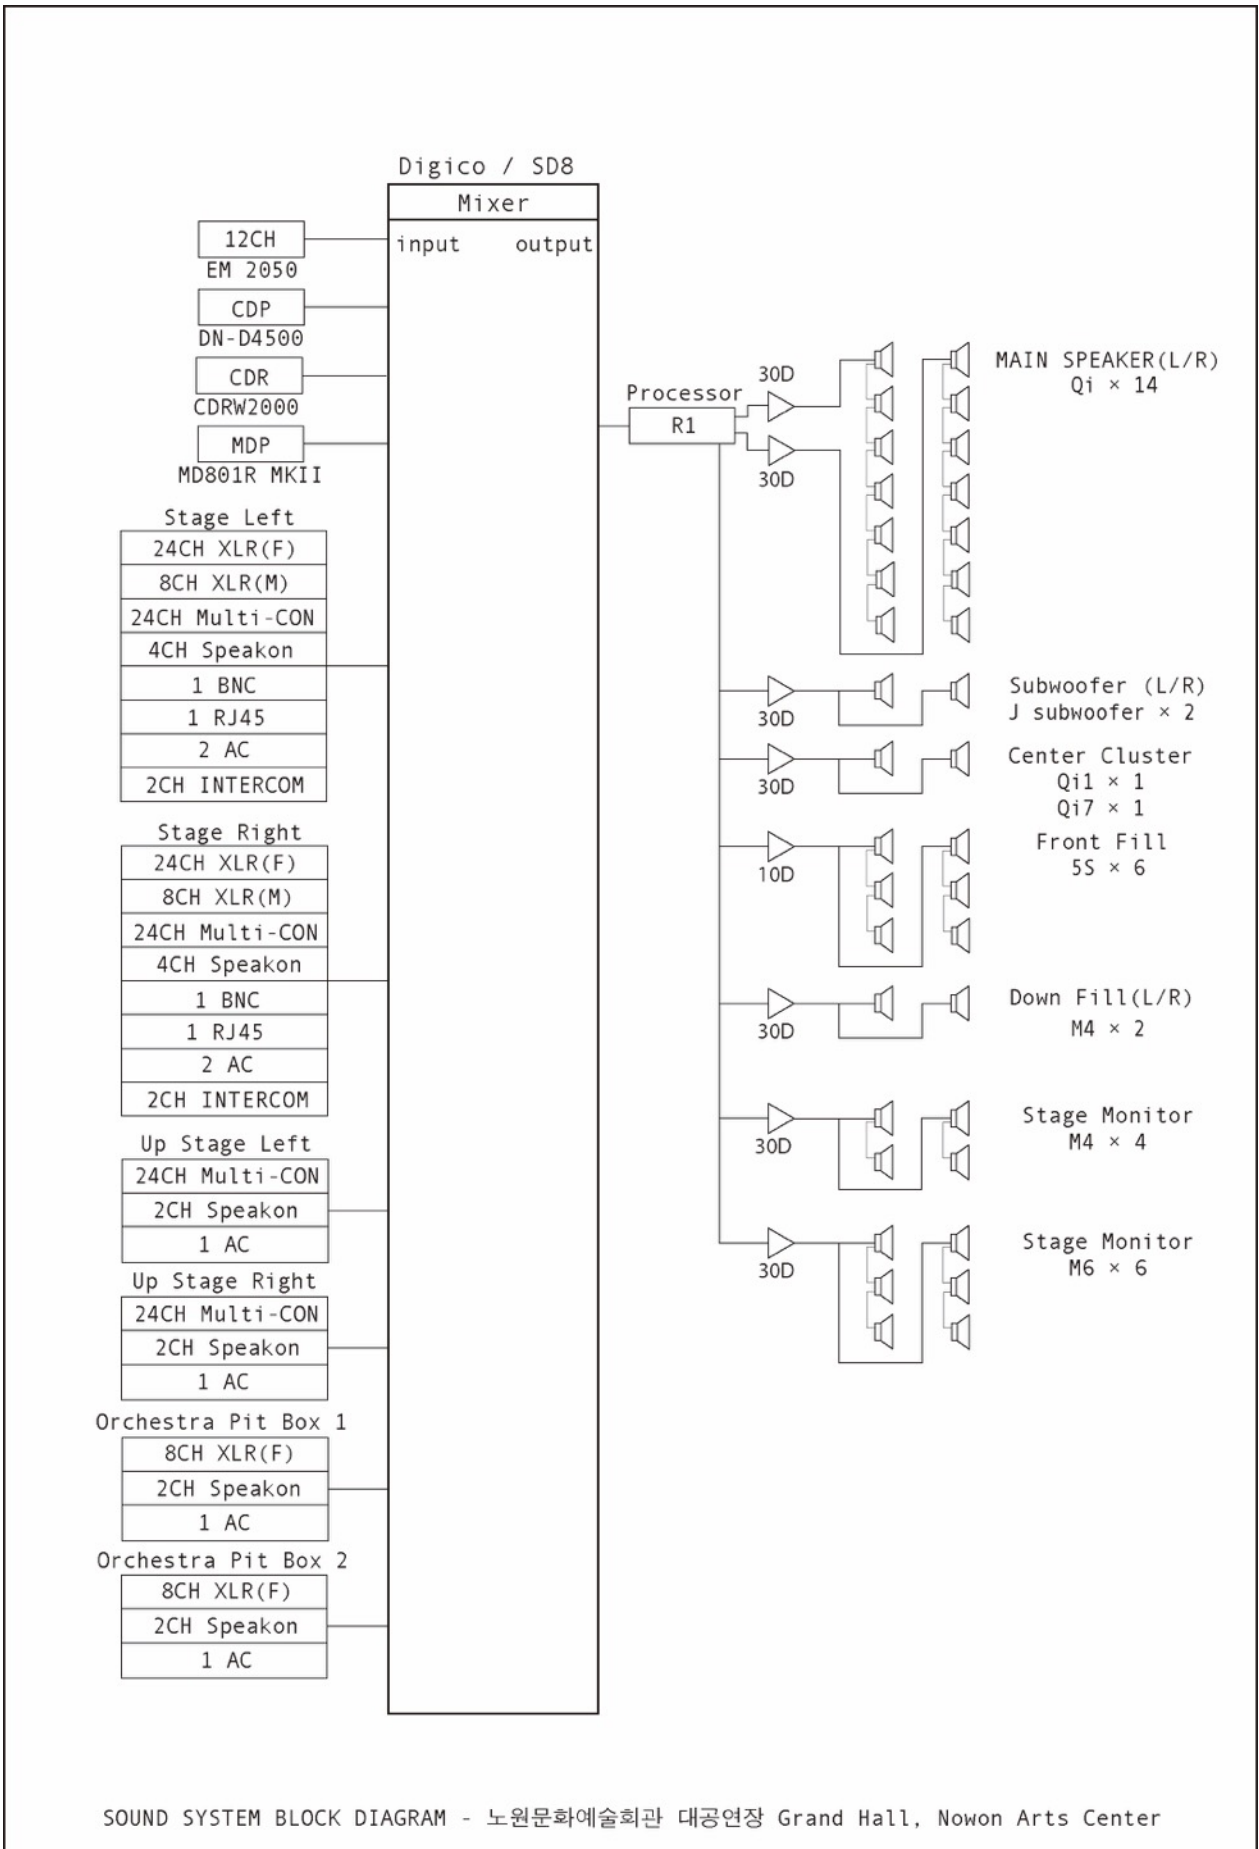 Digico / SD8
Mixer
input output
12CH
EM 2050
CDP
DN-D4500
CDR
CDRW2000
MDP
MD801R MKII
Stage Left
24CH XLR(F)
8CH XLR(M)
24CH Multi-CON
4CH Speakon
1 BNC
1 RJ45
2 AC
2CH INTERCOM
Stage Right
24CH XLR(F)
8CH XLR(M)
24CH Multi-CON
4CH Speakon
1 BNC
1 RJ45
2 AC
2CH INTERCOM
Up Stage Left
24CH Multi-CON
2CH Speakon
1 AC
Up Stage Right
24CH Multi-CON
2CH Speakon
1 AC
Orchestra Pit Box 1
8CH XLR(F)
2CH Speakon
1 AC
Orchestra Pit Box 2
8CH XLR(F)
2CH Speakon
1 AC
Processor
R1
30D
30D
MAIN SPEAKER(L/R)
Qi × 14
30D
Subwoofer (L/R)
J subwoofer × 2
30D
Center Cluster
Qi1 × 1
Qi7 × 1
10D
Front Fill
5S × 6
30D
Down Fill(L/R)
M4 × 2
30D
Stage Monitor
M4 × 4
30D
Stage Monitor
M6 × 6
SOUND SYSTEM BLOCK DIAGRAM - 노원문화예술회관 대공연장 Grand Hall, Nowon Arts Center